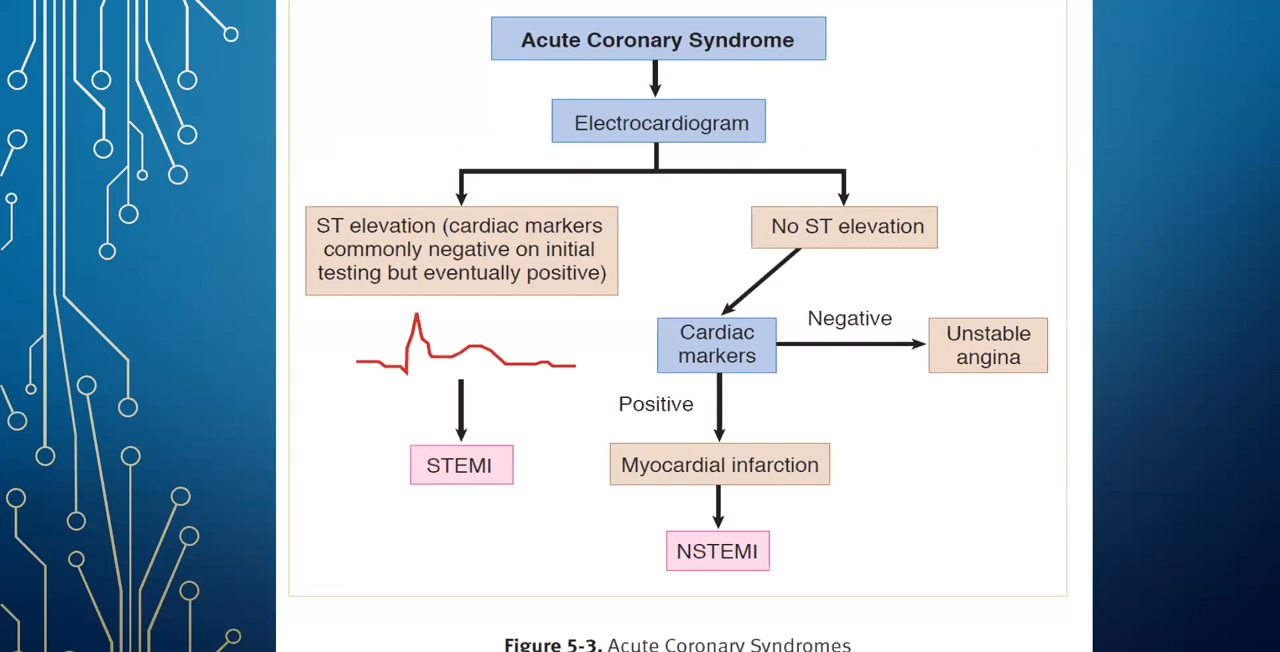 Acute Coronary Syndrome
Electrocardiogram
ST elevation (cardiac markers
commonly negative on initial
testing but eventually positive)
No ST elevation
Cardiac
markers
Negative
Unstable
angina
Positive
STEMI
Myocardial infarction
NSTEMI
Figure 5-3. Acute Coronary Syndromes